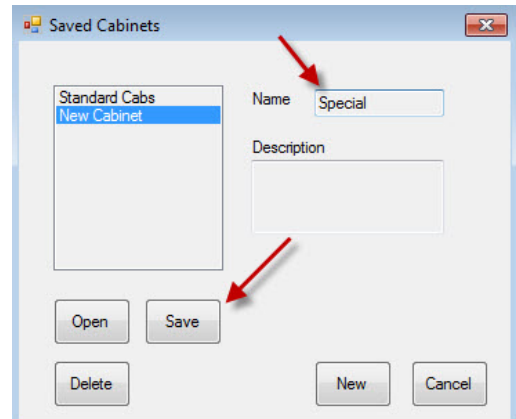 Saved Cabinets
Standard Cabs
New Cabinet
Name
Special
Description
Open
Save
Delete
New
Cancel